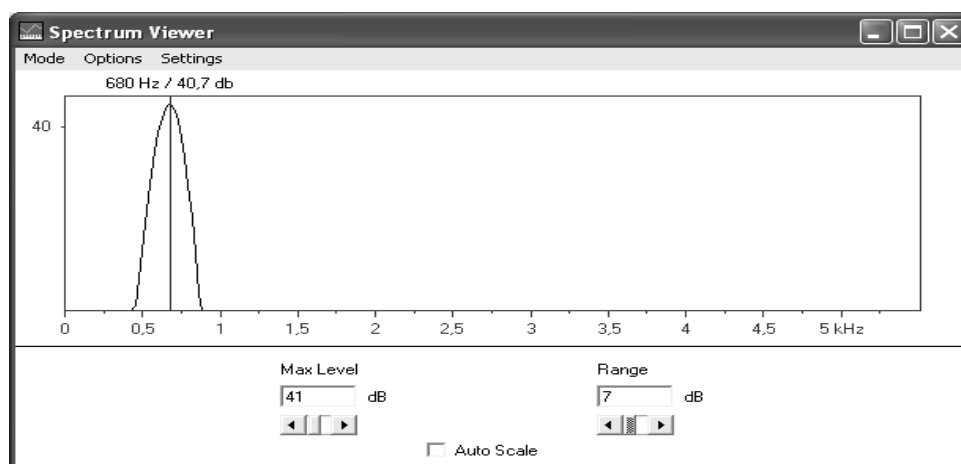 Spectrum Viewer
Mode Options Settings
680 Hz / 40,7 db
40
0 0,5 1 1,5 2 2,5 3 3,5 4 4,5 5 kHz
Max Level Range
41 dB 7 dB
Auto Scale